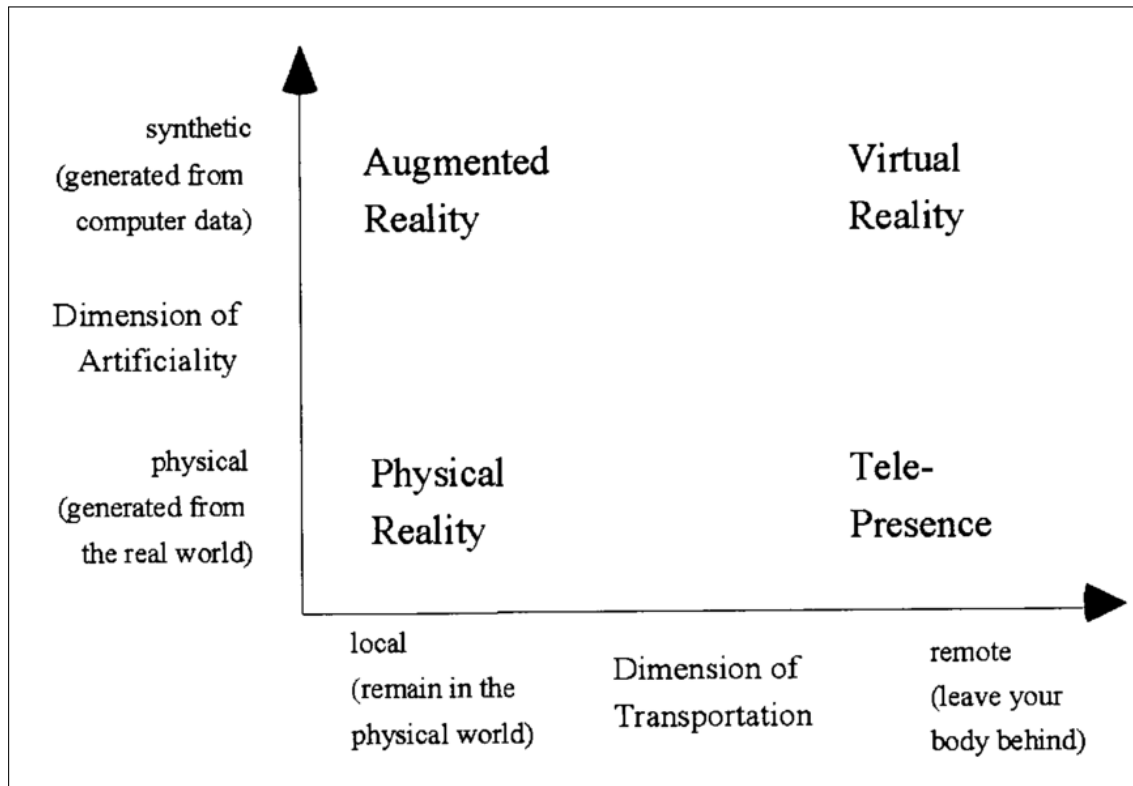 synthetic
(generated from
computer data)
Augmented
Reality
Virtual
Reality
Dimension of
Artificiality
physical
(generated from
the real world)
Physical
Reality
Tele-
Presence
local
(remain in the
physical world)
Dimension of
Transportation
remote
(leave your
body behind)